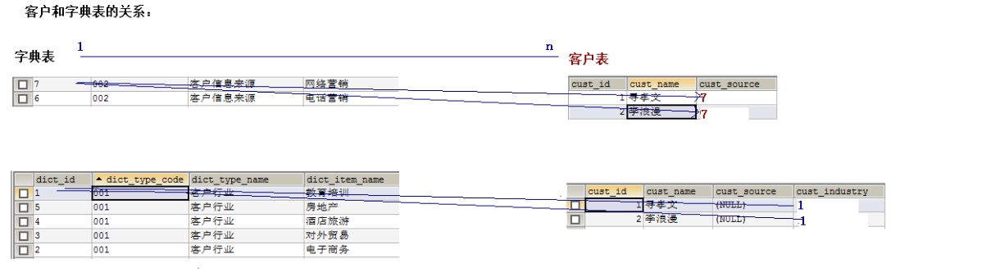 客户和字典表的关系：
字典表 1 n 客户表
cust_id cust_name cust_source
7 002 客户信息来源 网络营销 1 寻孝文 7
6 002 客户信息来源 电话营销 2 李浪漫 7
dict_id dict_type_code dict_type_name dict_item_name
cust_id cust_name cust_source cust_industry
1 001 客户行业 教育培训
5 001 客户行业 房地产 1 寻孝文 (NULL) 1
4 001 客户行业 酒店旅游 2 李浪漫 (NULL) 1
3 001 客户行业 对外贸易
2 001 客户行业 电子商务